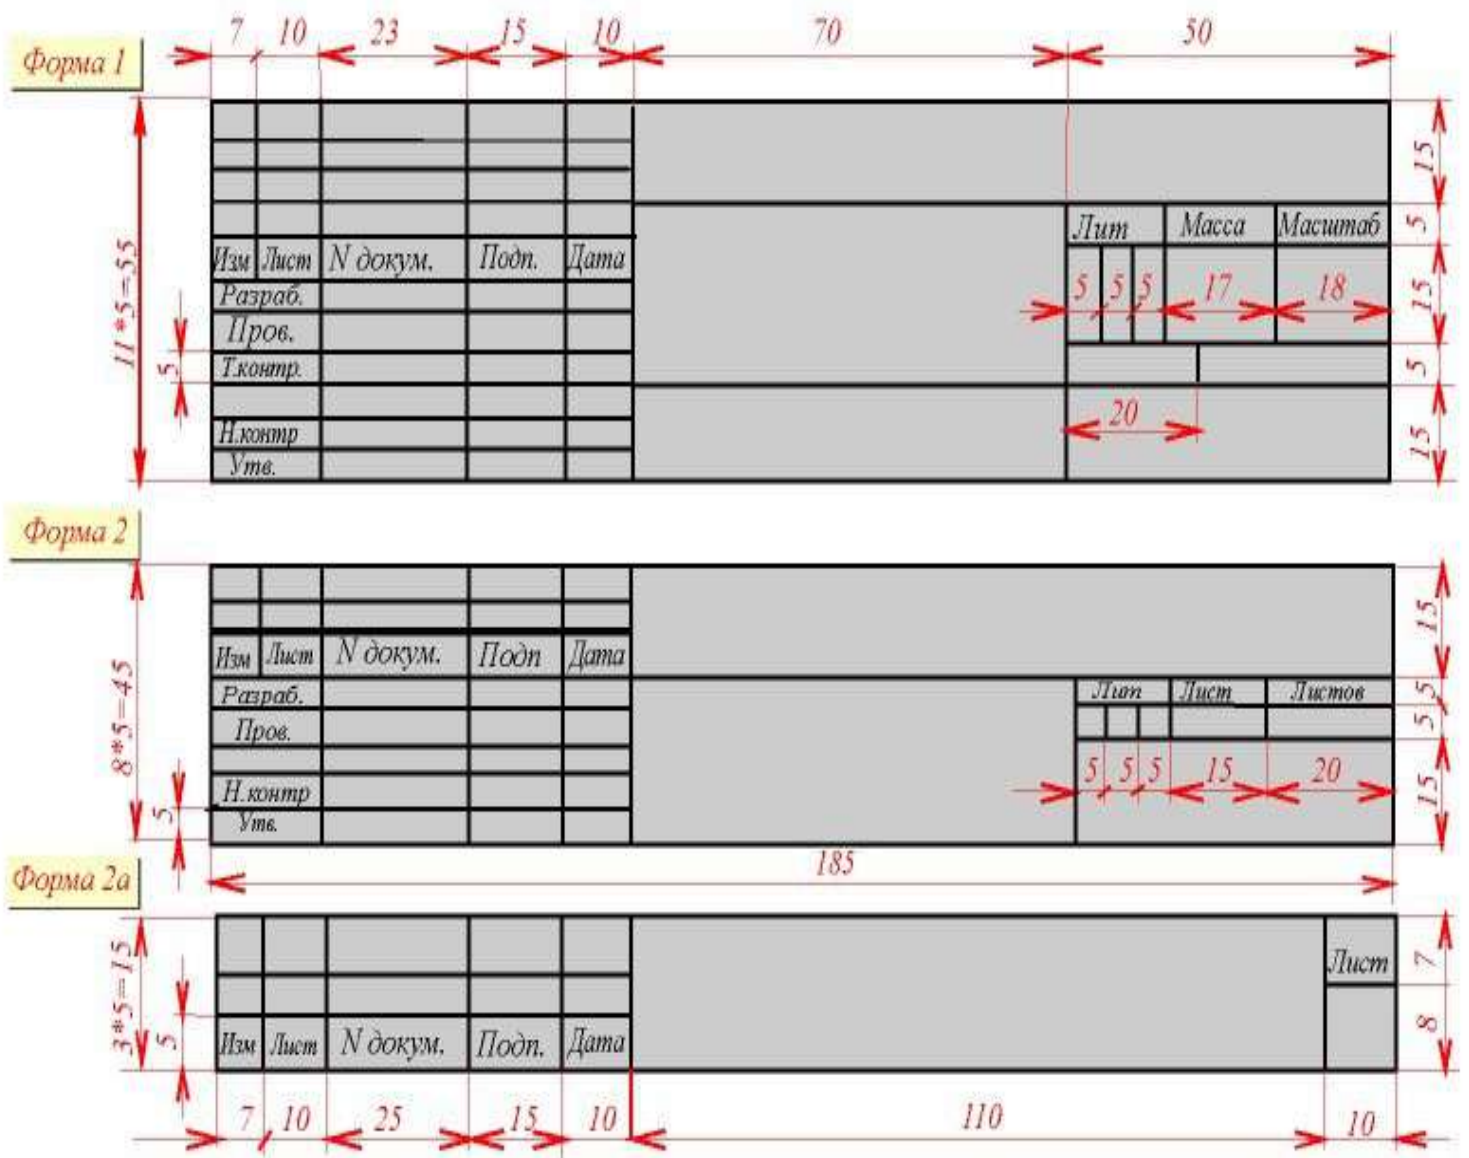 7 10 23 15 10 70 50
Форма 1
15
Лит Масса Масштаб 5
Изм Лист N докум. Подп. Дата
11*5=55
5 5 5 17 18 15
Разраб.
Пров.
5 Т.контр. 5
20
Н.контр 15
Утв.
Форма 2
15
Изм Лист N докум. Подп Дата
8*5=45
Разраб. Лит Лист Листов 5
Пров. 5
5 5 5 15 20 15
Н.контр
5 Утв.
185
Форма 2а
3*5=15
Лист 7
5 Изм Лист N докум. Подп. Дата 8
7 10 25 15 10 110 10